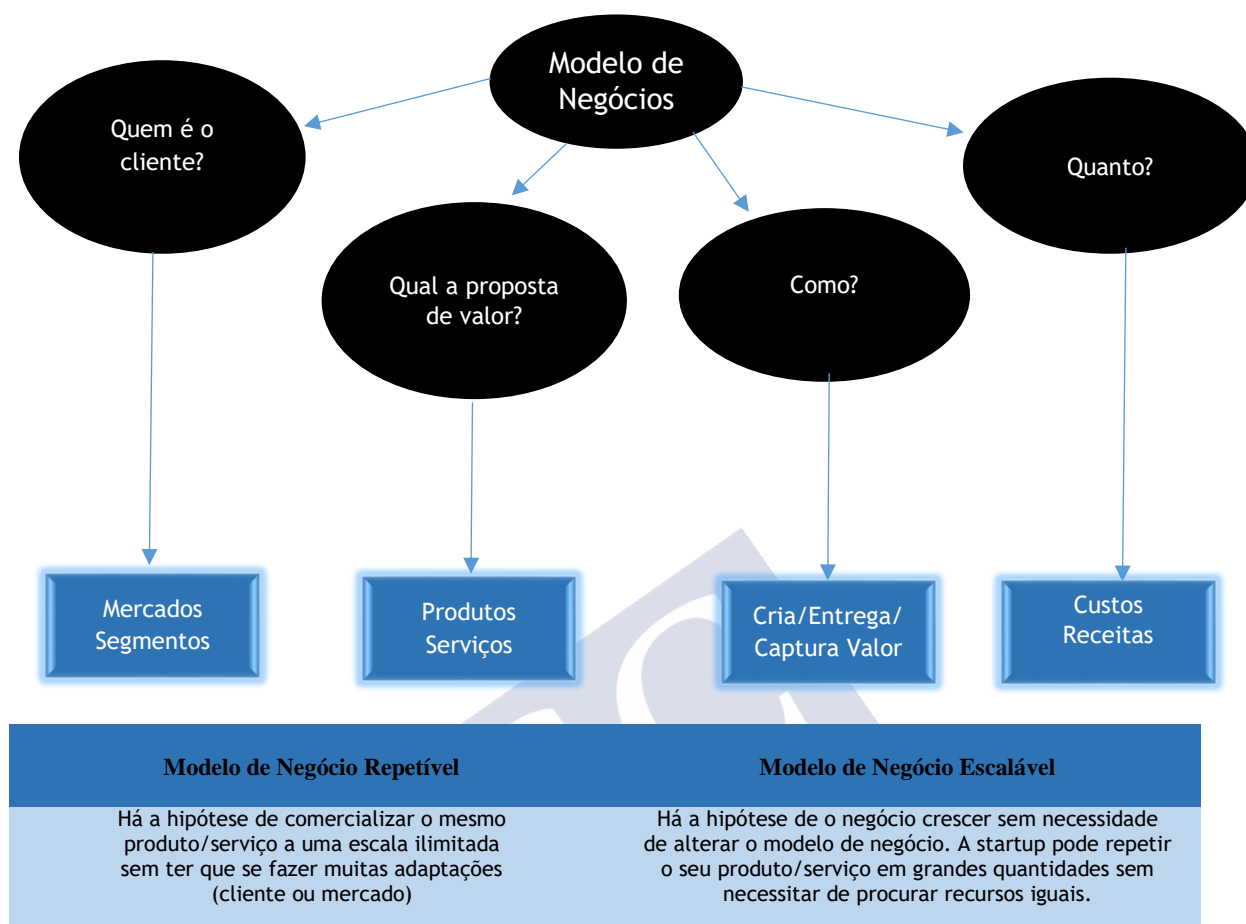 Modelo de
Negócios
Quem é o
cliente?
Quanto?
Qual a proposta
de valor?
Como?
Mercados
Segmentos
Produtos
Serviços
Cria/Entrega/
Captura Valor
Custos
Receitas
Modelo de Negócio Repetível
Há a hipótese de comercializar o mesmo
produto/serviço a uma escala ilimitada
sem ter que se fazer muitas adaptações
(cliente ou mercado)
Modelo de Negócio Escalável
Há a hipótese de o negócio crescer sem necessidade
de alterar o modelo de negócio. A startup pode repetir
o seu produto/serviço em grandes quantidades sem
necessitar de procurar recursos iguais.